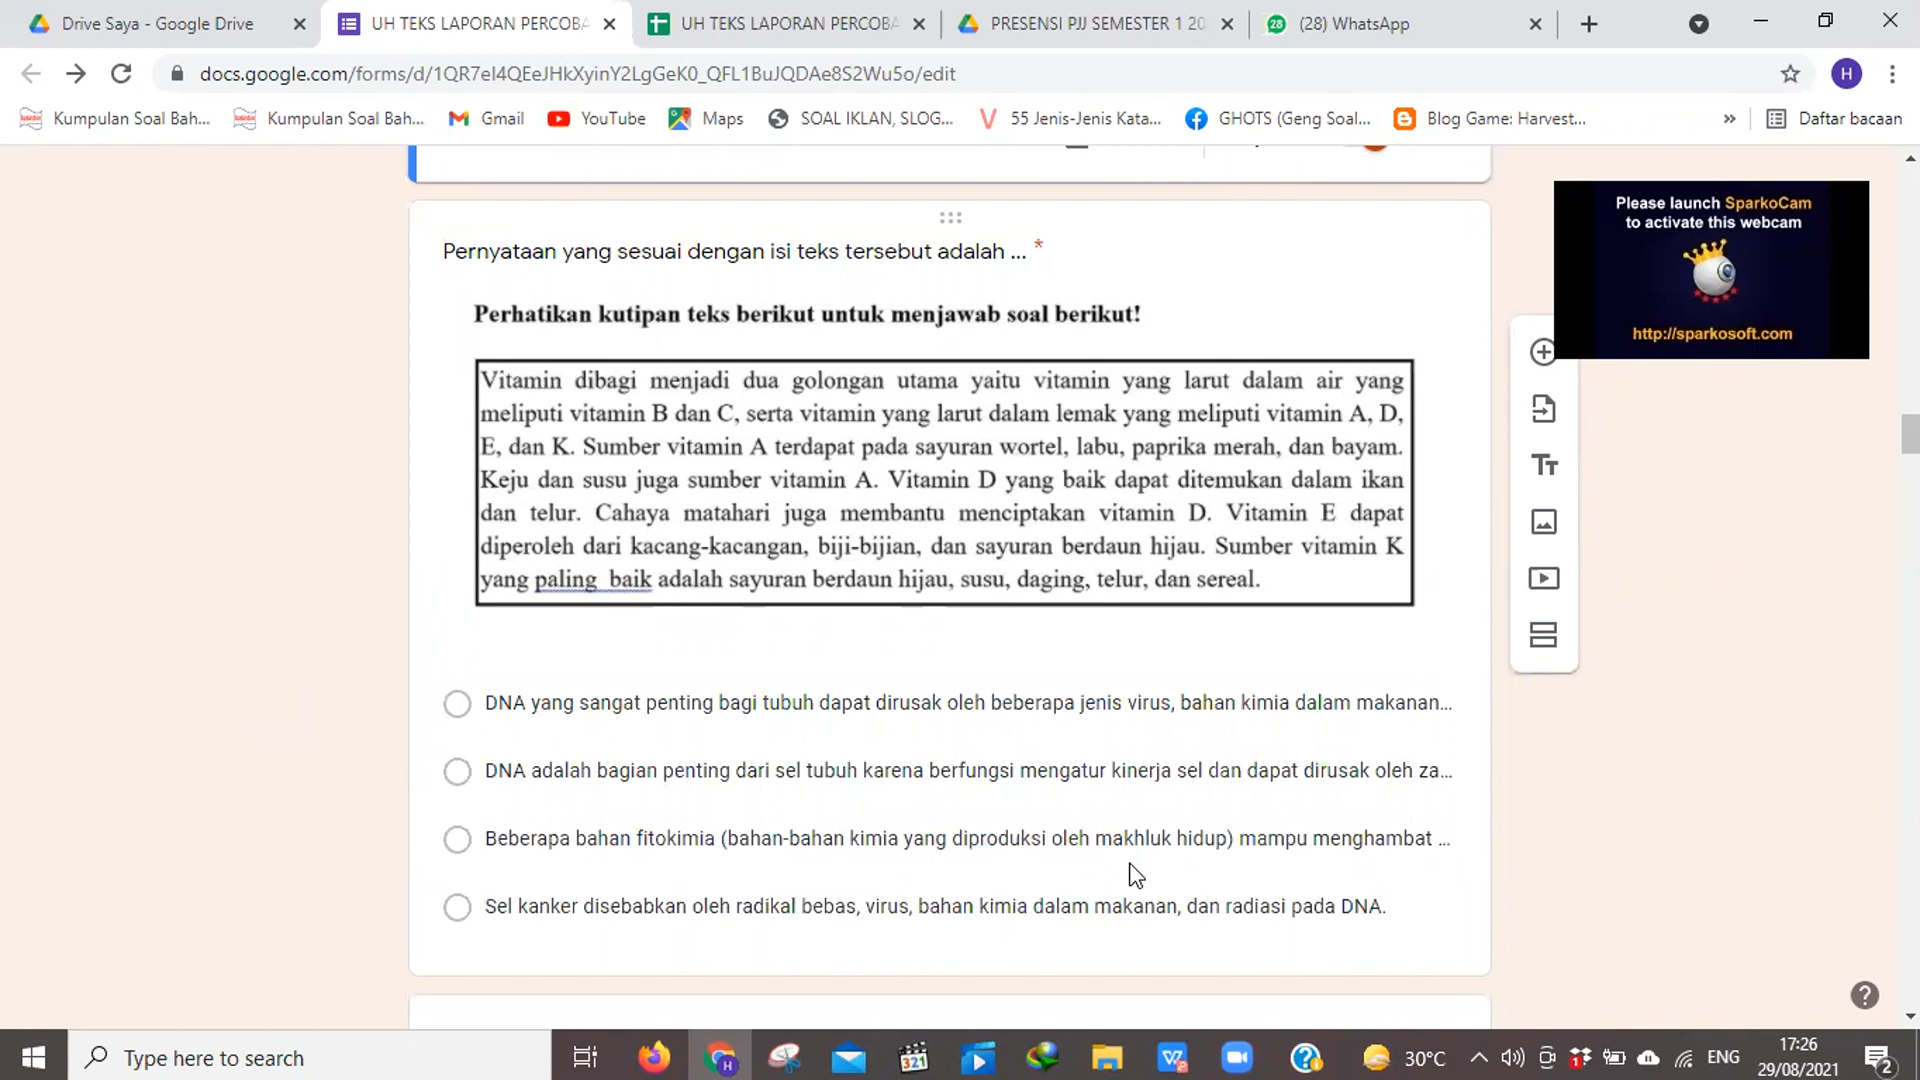 Drive Saya - Google Drive
UH TEKS LAPORAN PERCOBA
UH TEKS LAPORAN PERCOBA
PRESENSI PJJ SEMESTER 1 20
28 (28) WhatsApp
docs.google.com/forms/d/1QR7eI4QEeJHkXyinY2LgGeK0_QFL1BuJQDAe8S2Wu5o/edit
H
Kumpulan Soal Bah...
Kumpulan Soal Bah...
Gmail
YouTube
Maps
SOAL IKLAN, SLOG...
55 Jenis-Jenis Kata...
GHOTS (Geng Soal...
Blog Game: Harvest...
»
Daftar bacaan
Please launch SparkoCam
to activate this webcam
http://sparkosoft.com
Pernyataan yang sesuai dengan isi teks tersebut adalah ... *
Perhatikan kutipan teks berikut untuk menjawab soal berikut!
Vitamin dibagi menjadi dua golongan utama yaitu vitamin yang larut dalam air yang
meliputi vitamin B dan C, serta vitamin yang larut dalam lemak yang meliputi vitamin A, D,
E, dan K. Sumber vitamin A terdapat pada sayuran wortel, labu, paprika merah, dan bayam.
Keju dan susu juga sumber vitamin A. Vitamin D yang baik dapat ditemukan dalam ikan
dan telur. Cahaya matahari juga membantu menciptakan vitamin D. Vitamin E dapat
diperoleh dari kacang-kacangan, biji-bijian, dan sayuran berdaun hijau. Sumber vitamin K
yang paling baik adalah sayuran berdaun hijau, susu, daging, telur, dan sereal.
Tт
DNA yang sangat penting bagi tubuh dapat dirusak oleh beberapa jenis virus, bahan kimia dalam makanan...
DNA adalah bagian penting dari sel tubuh karena berfungsi mengatur kinerja sel dan dapat dirusak oleh za...
Beberapa bahan fitokimia (bahan-bahan kimia yang diproduksi oleh makhluk hidup) mampu menghambat ...
Sel kanker disebabkan oleh radikal bebas, virus, bahan kimia dalam makanan, dan radiasi pada DNA.
Type here to search
H
321
30°C
1
ENG
17:26
29/08/2021
2